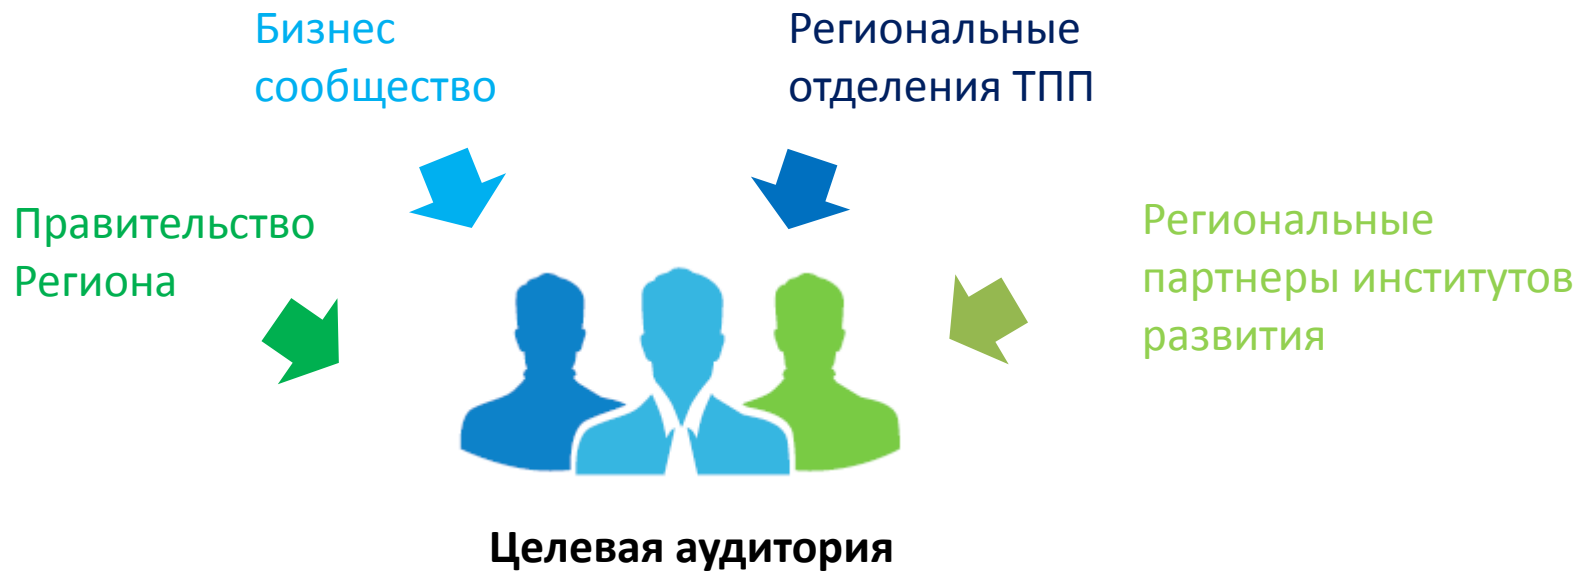 Бизнес
сообщество
Региональные
отделения ТПП
Правительство
Региона
Региональные
партнеры институтов
развития
Целевая аудитория